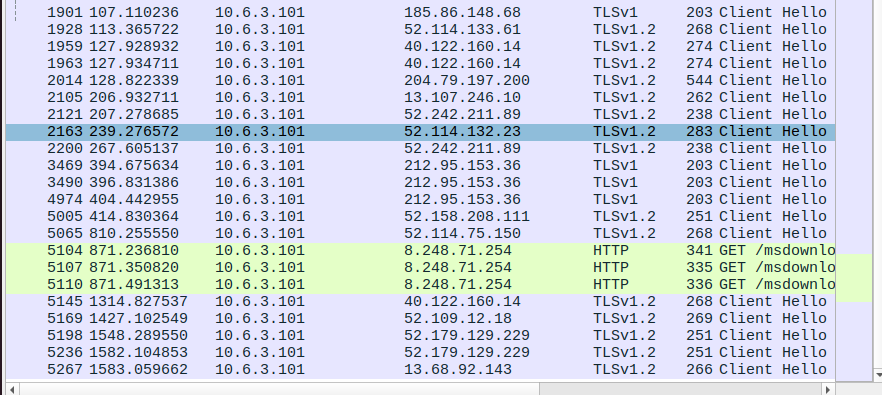 1901 107.110236 10.6.3.101 185.86.148.68 TLSv1 203 Client Hello
1928 113.365722 10.6.3.101 52.114.133.61 TLSv1.2 268 Client Hello
1959 127.928932 10.6.3.101 40.122.160.14 TLSv1.2 274 Client Hello
1963 127.934711 10.6.3.101 40.122.160.14 TLSv1.2 274 Client Hello
2014 128.822339 10.6.3.101 204.79.197.200 TLSv1.2 544 Client Hello
2105 206.932711 10.6.3.101 13.107.246.10 TLSv1.2 262 Client Hello
2121 207.278685 10.6.3.101 52.242.211.89 TLSv1.2 238 Client Hello
2163 239.276572 10.6.3.101 52.114.132.23 TLSv1.2 283 Client Hello
2200 267.605137 10.6.3.101 52.242.211.89 TLSv1.2 238 Client Hello
3469 394.675634 10.6.3.101 212.95.153.36 TLSv1 203 Client Hello
3490 396.831386 10.6.3.101 212.95.153.36 TLSv1 203 Client Hello
4974 404.442955 10.6.3.101 212.95.153.36 TLSv1 203 Client Hello
5005 414.830364 10.6.3.101 52.158.208.111 TLSv1.2 251 Client Hello
5065 810.255550 10.6.3.101 52.114.75.150 TLSv1.2 268 Client Hello
5104 871.236810 10.6.3.101 8.248.71.254 HTTP 341 GET /msdownlo
5107 871.350820 10.6.3.101 8.248.71.254 HTTP 335 GET /msdownlo
5110 871.491313 10.6.3.101 8.248.71.254 HTTP 336 GET /msdownlo
5145 1314.827537 10.6.3.101 40.122.160.14 TLSv1.2 268 Client Hello
5169 1427.102549 10.6.3.101 52.109.12.18 TLSv1.2 269 Client Hello
5198 1548.289550 10.6.3.101 52.179.129.229 TLSv1.2 251 Client Hello
5236 1582.104853 10.6.3.101 52.179.129.229 TLSv1.2 251 Client Hello
5267 1583.059662 10.6.3.101 13.68.92.143 TLSv1.2 266 Client Hello